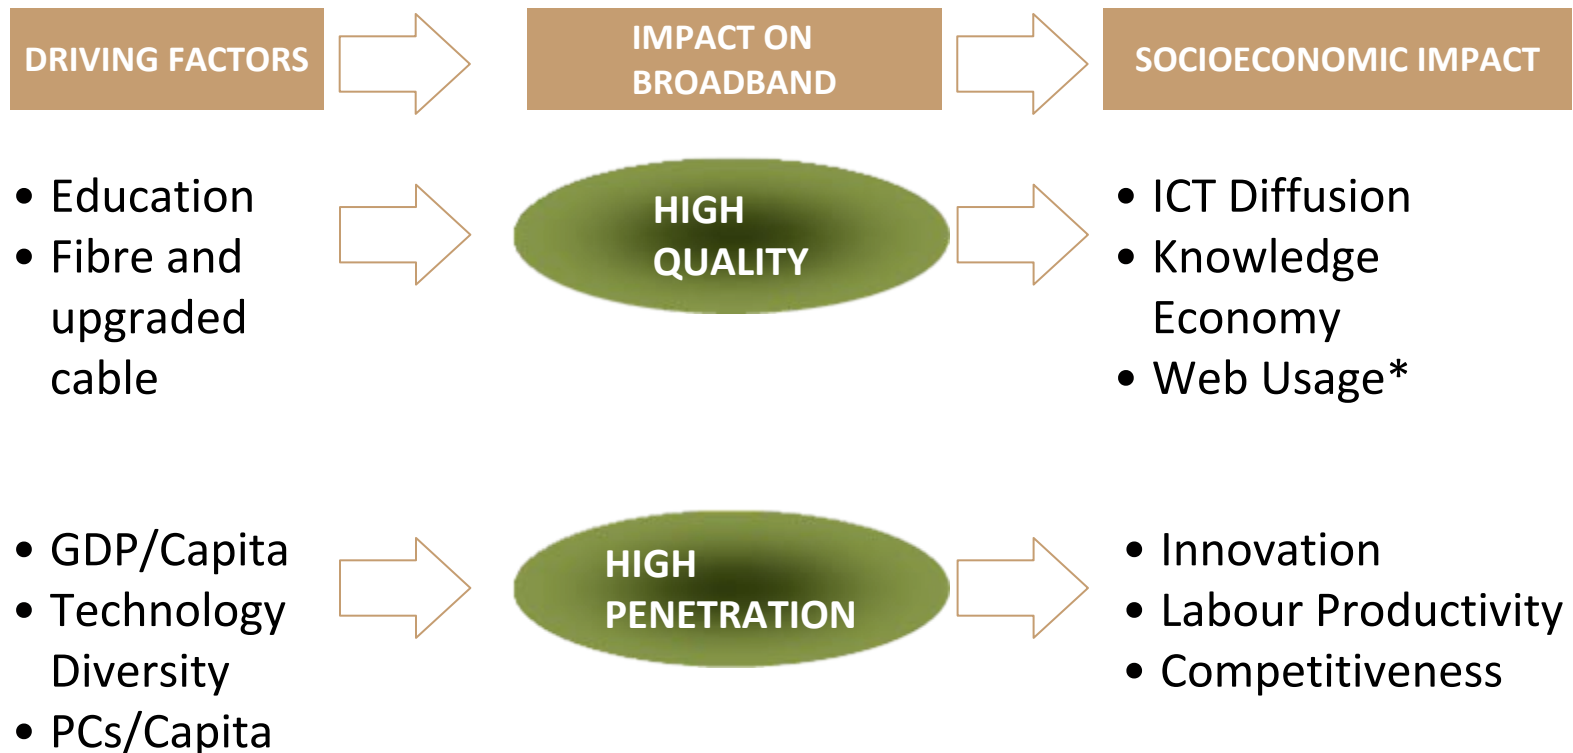 DRIVING FACTORS
IMPACT ON
BROADBAND
SOCIOECONOMIC IMPACT
• Education
• Fibre and
upgraded
cable
HIGH
QUALITY
• ICT Diffusion
• Knowledge
Economy
• Web Usage*
• GDP/Capita
• Technology
Diversity
• PCs/Capita
HIGH
PENETRATION
• Innovation
• Labour Productivity
• Competitiveness